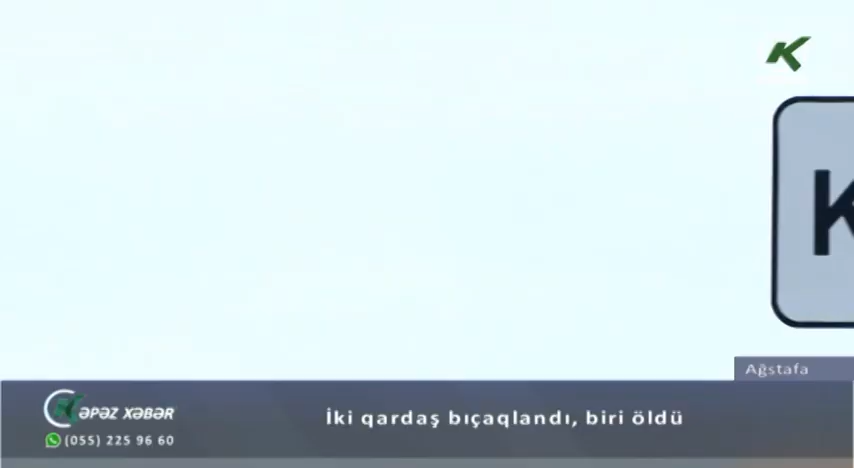 K
K
Ağstafa
KƏPƏZ XƏBƏR
İki qardaş bıçaqlandı, biri öldü
(055) 225 96 60